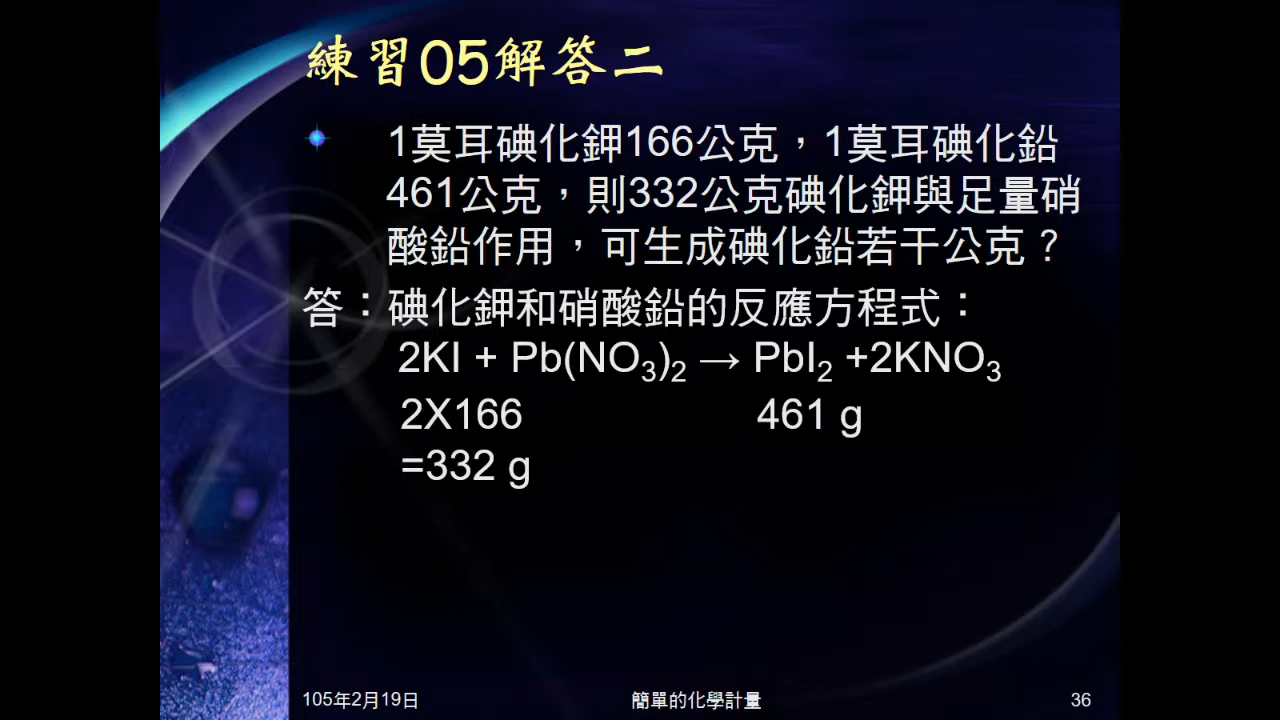 練習05解答二
1莫耳碘化鉀166公克，1莫耳碘化鉛
461公克，則332公克碘化鉀與足量硝
酸鉛作用，可生成碘化鉛若干公克？
答：碘化鉀和硝酸鉛的反應方程式：
2KI + Pb(NO₃)₂ → PbI₂ +2KNO₃
2X166 461 g
=332 g
105年2月19日 簡單的化學計量 36